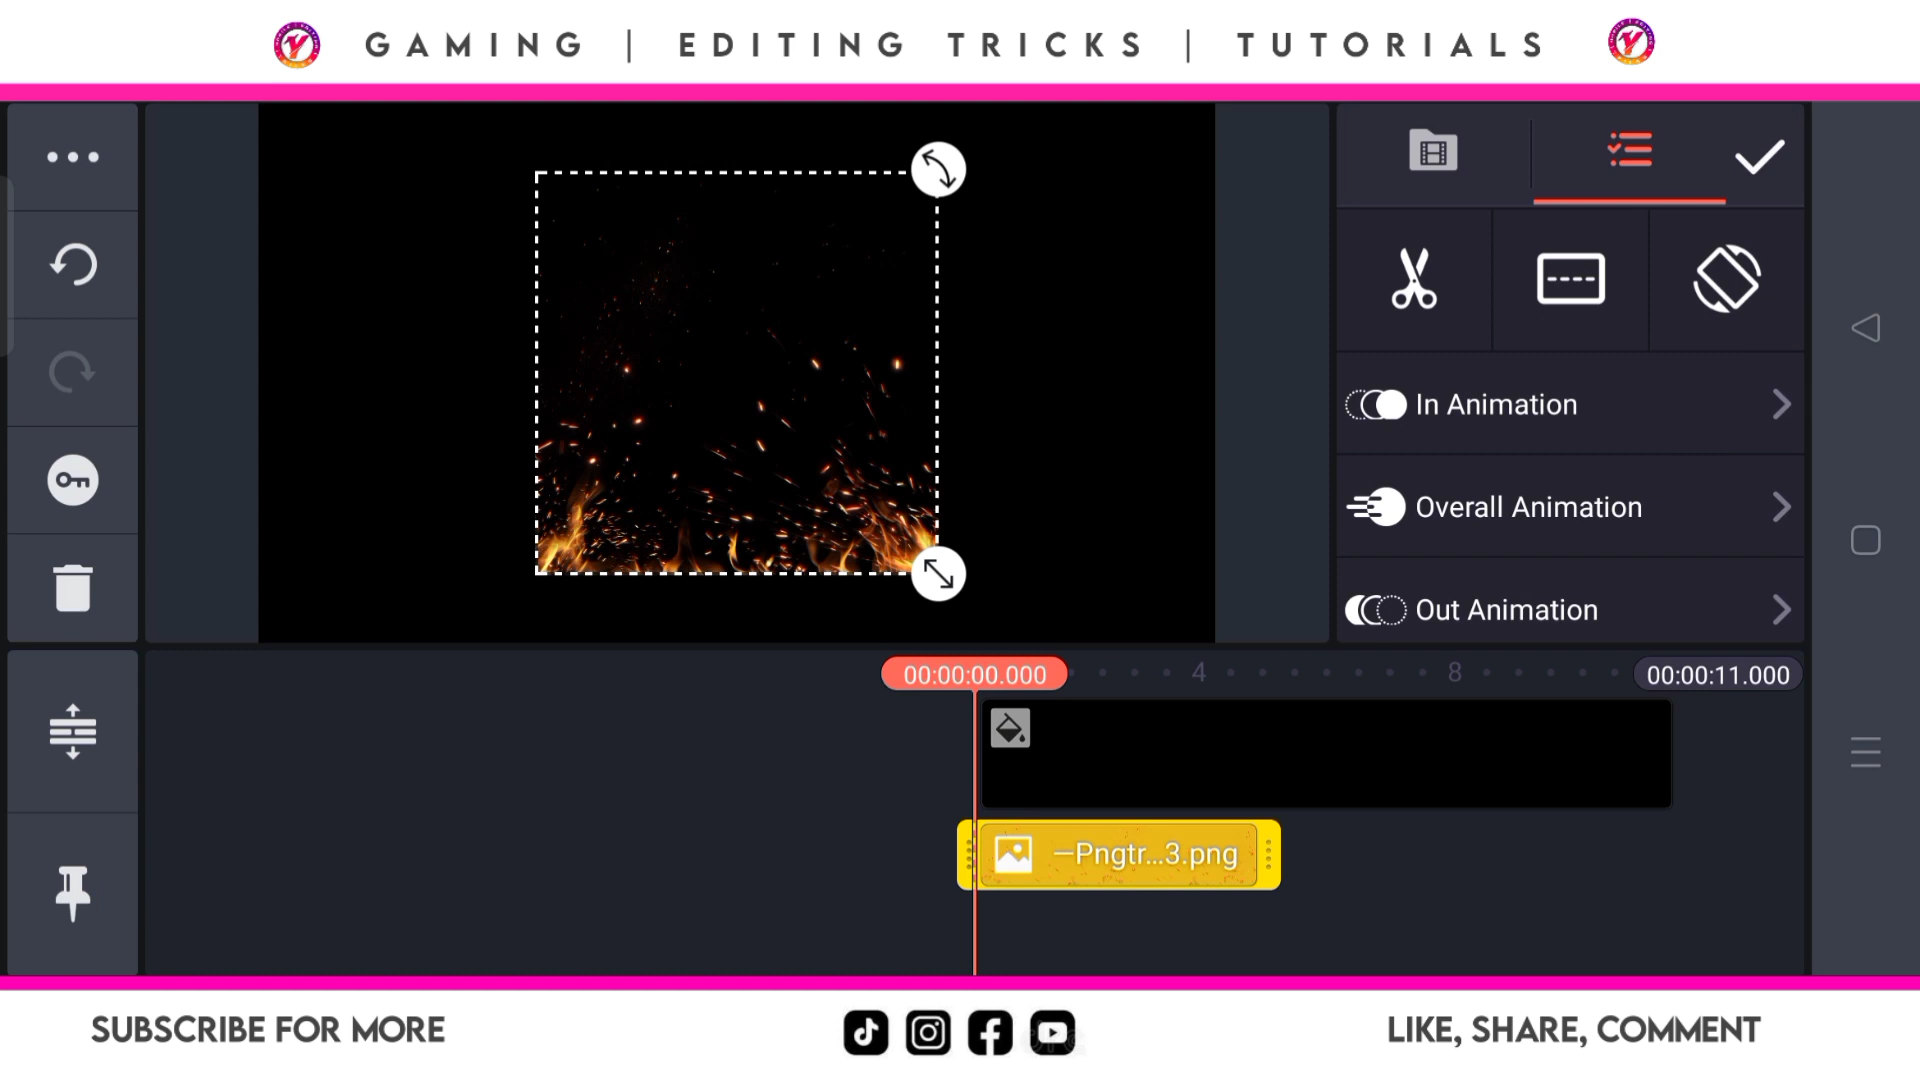 GAMING | EDITING TRICKS | TUTORIALS
In Animation
Overall Animation
Out Animation
00:00:00.000
4
8
00:00:11.000
—Pngtr...3.png
SUBSCRIBE FOR MORE
LIKE, SHARE, COMMENT